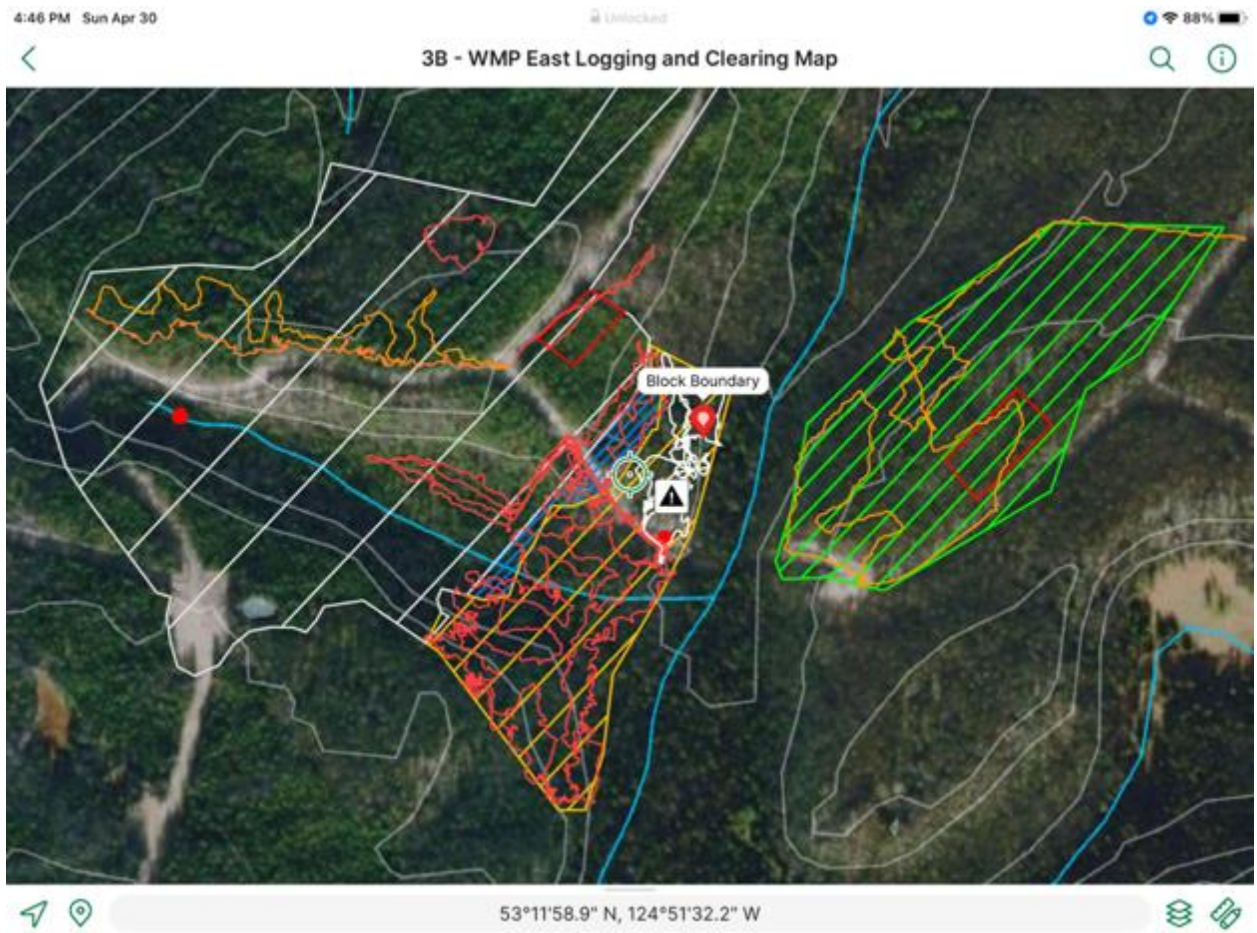 4:46 PM Sun Apr 30
Unlocked
88%
3B - WMP East Logging and Clearing Map
Block Boundary
53°11'58.9" N, 124°51'32.2" W